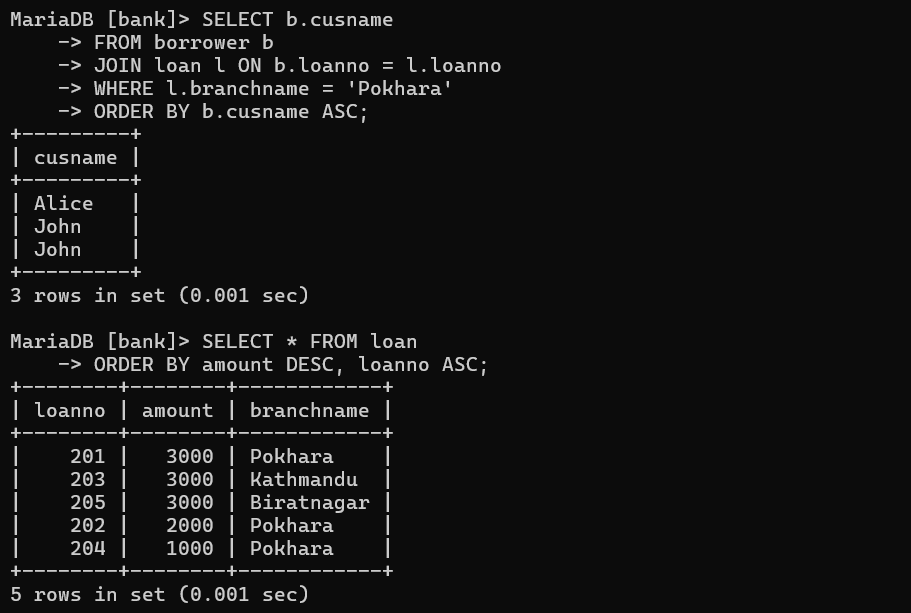 MariaDB [bank]> SELECT b.cusname
    -> FROM borrower b
    -> JOIN loan l ON b.loanno = l.loanno
    -> WHERE l.branchname = 'Pokhara'
    -> ORDER BY b.cusname ASC;
+---------+
| cusname |
+---------+
| Alice   |
| John    |
| John    |
+---------+
3 rows in set (0.001 sec)

MariaDB [bank]> SELECT * FROM loan
    -> ORDER BY amount DESC, loanno ASC;
+--------+--------+------------+
| loanno | amount | branchname |
+--------+--------+------------+
|    201 |   3000 | Pokhara    |
|    203 |   3000 | Kathmandu  |
|    205 |   3000 | Biratnagar |
|    202 |   2000 | Pokhara    |
|    204 |   1000 | Pokhara    |
+--------+--------+------------+
5 rows in set (0.001 sec)